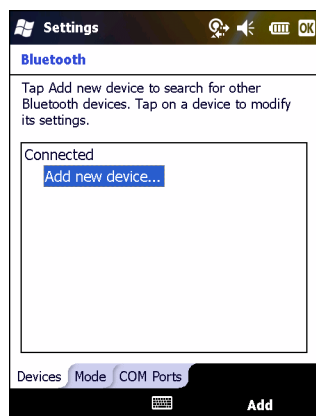 Settings
OK
Bluetooth
Tap Add new device to search for other
Bluetooth devices. Tap on a device to modify
its settings.
Connected
Add new device...
Devices Mode COM Ports
Add